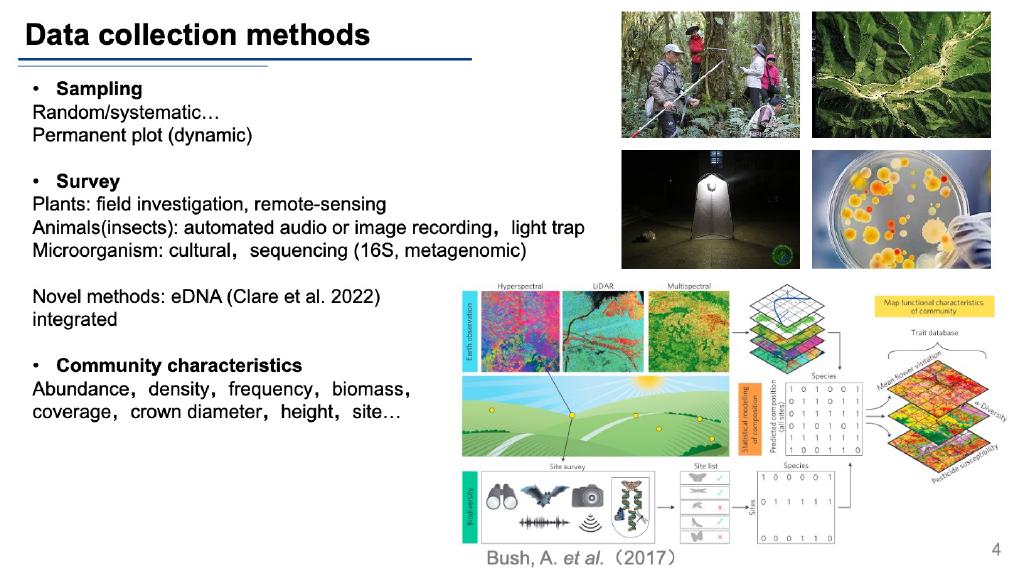 Data collection methods
• Sampling
Random/systematic…
Permanent plot (dynamic)
• Survey
Plants: field investigation, remote-sensing
Animals(insects): automated audio or image recording，light trap
Microorganism: cultural，sequencing (16S, metagenomic)
Novel methods: eDNA (Clare et al. 2022)
integrated
• Community characteristics
Abundance，density，frequency，biomass，
coverage，crown diameter，height，site…
Hyperspectral
LiDAR
Multispectral
Earth observation
Map functional characteristics
of community
Trait database
Mean flower visitation
α-Diversity
Pesticide susceptibility
Statistical modelling
of composition
Predicted composition
(all sites)
Species
1 0 1 0 0 1
0 1 1 0 1 0
0 1 1 1 1 1
0 0 0 1 1 0
1 1 1 1 1 0
1 0 0 1 1 0
Biodiversity
Site survey
Site list
Species
Sites
1 0 0 0 0 1
0 1 1 1 1 1
0 0 0 1 1 0
Bush, A. et al.（2017）
4